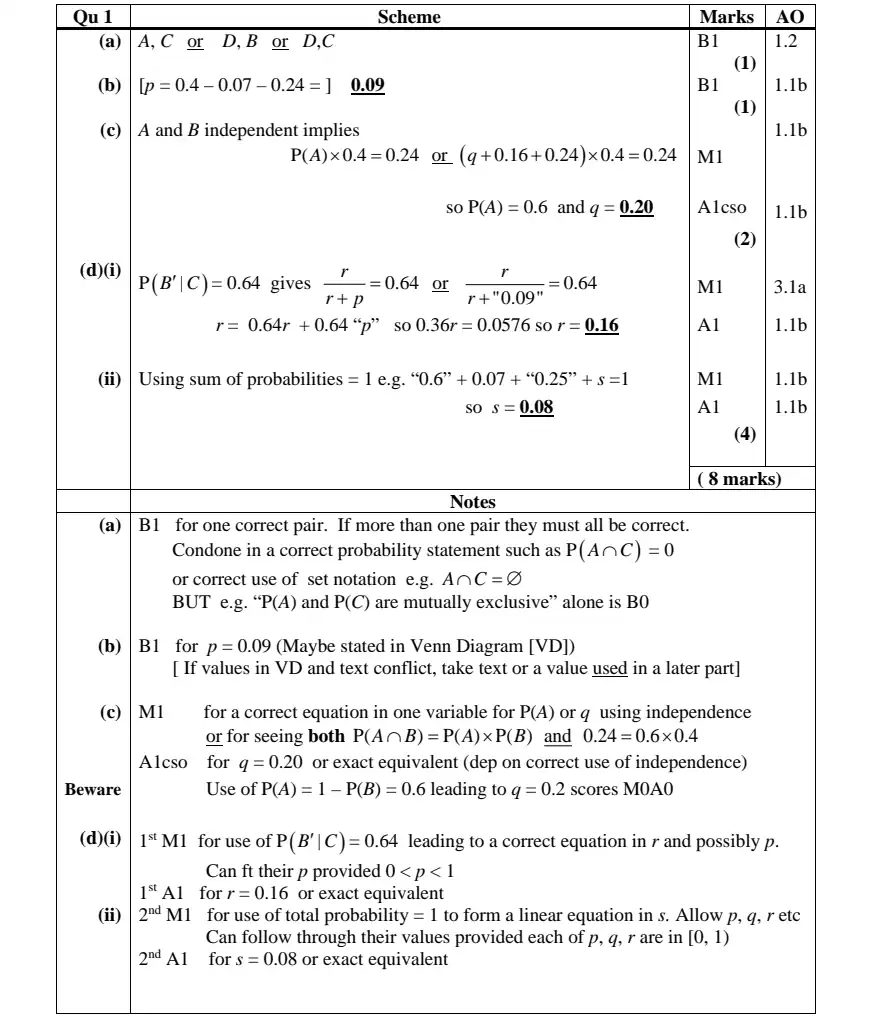 Qu 1 Scheme Marks AO
(a) A, C or D, B or D,C B1 1.2
(1)
(b) [p = 0.4 – 0.07 – 0.24 = ] 0.09 B1 1.1b
(1)
(c) A and B independent implies 1.1b
P(A)×0.4 = 0.24 or (q + 0.16 + 0.24)×0.4 = 0.24 M1
so P(A) = 0.6 and q = 0.20 A1cso 1.1b
(2)
(d)(i) P(B′ | C) = 0.64 gives r/(r + p) = 0.64 or r/(r + "0.09") = 0.64 M1 3.1a
r = 0.64r + 0.64 “p” so 0.36r = 0.0576 so r = 0.16 A1 1.1b
(ii) Using sum of probabilities = 1 e.g. “0.6” + 0.07 + “0.25” + s =1 M1 1.1b
so s = 0.08 A1 1.1b
(4)
( 8 marks)
Notes
(a) B1 for one correct pair. If more than one pair they must all be correct.
Condone in a correct probability statement such as P(A ∩ C) = 0
or correct use of set notation e.g. A ∩ C = ∅
BUT e.g. “P(A) and P(C) are mutually exclusive” alone is B0
(b) B1 for p = 0.09 (Maybe stated in Venn Diagram [VD])
[ If values in VD and text conflict, take text or a value used in a later part]
(c) M1 for a correct equation in one variable for P(A) or q using independence
or for seeing both P(A ∩ B) = P(A)×P(B) and 0.24 = 0.6×0.4
A1cso for q = 0.20 or exact equivalent (dep on correct use of independence)
Beware Use of P(A) = 1 – P(B) = 0.6 leading to q = 0.2 scores M0A0
(d)(i) 1st M1 for use of P(B′ | C) = 0.64 leading to a correct equation in r and possibly p.
Can ft their p provided 0 < p < 1
1st A1 for r = 0.16 or exact equivalent
(ii) 2nd M1 for use of total probability = 1 to form a linear equation in s. Allow p, q, r etc
Can follow through their values provided each of p, q, r are in [0, 1)
2nd A1 for s = 0.08 or exact equivalent